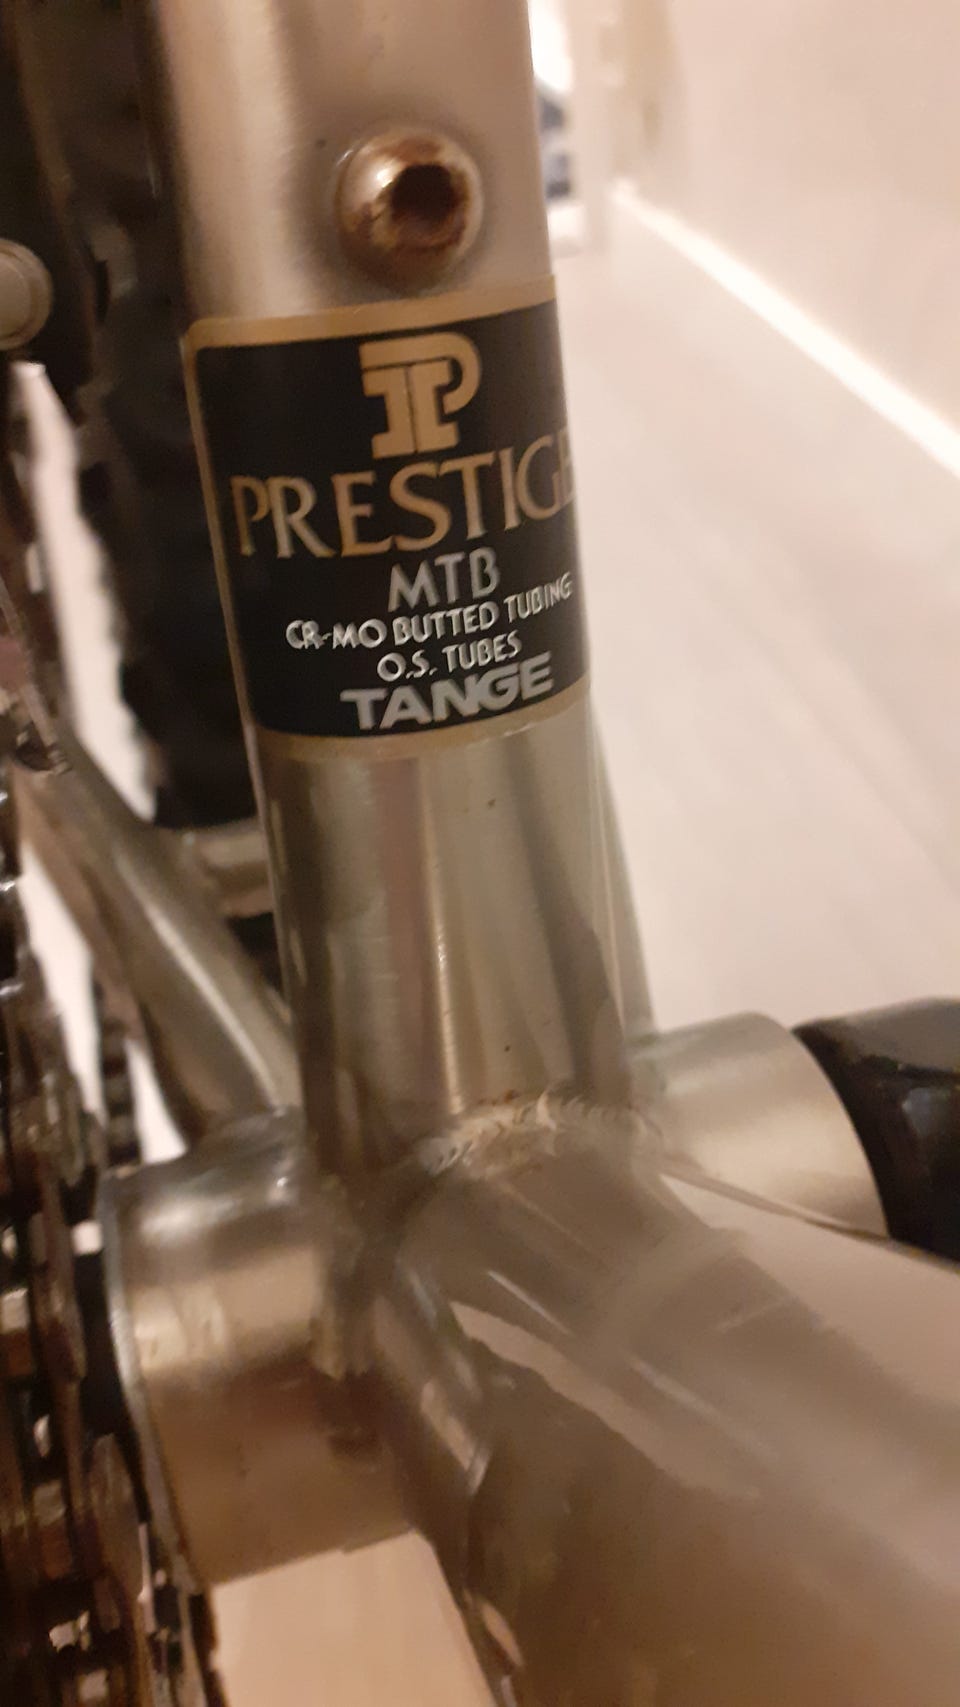 PRESTIGE
MTB
CR-MO BUTTED TUBING
O.S. TUBES
TANGE